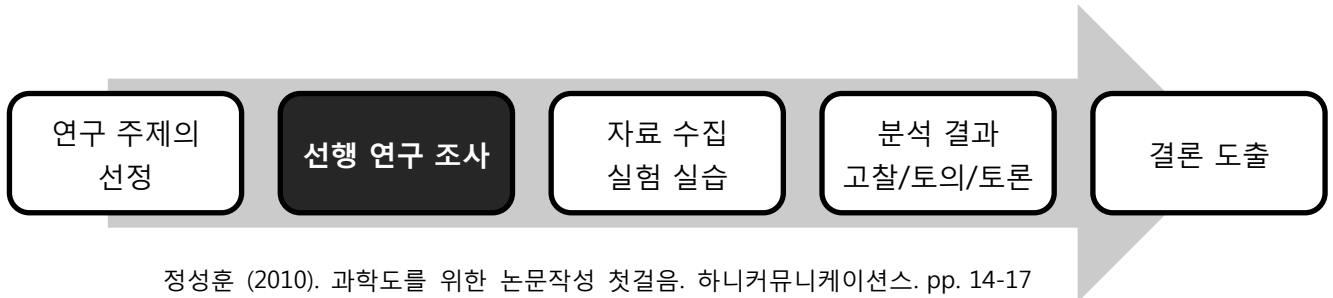 연구 주제의
선정
선행 연구 조사
자료 수집
실험 실습
분석 결과
고찰/토의/토론
결론 도출
정성훈 (2010). 과학도를 위한 논문작성 첫걸음. 하니커뮤니케이션스. pp. 14-17